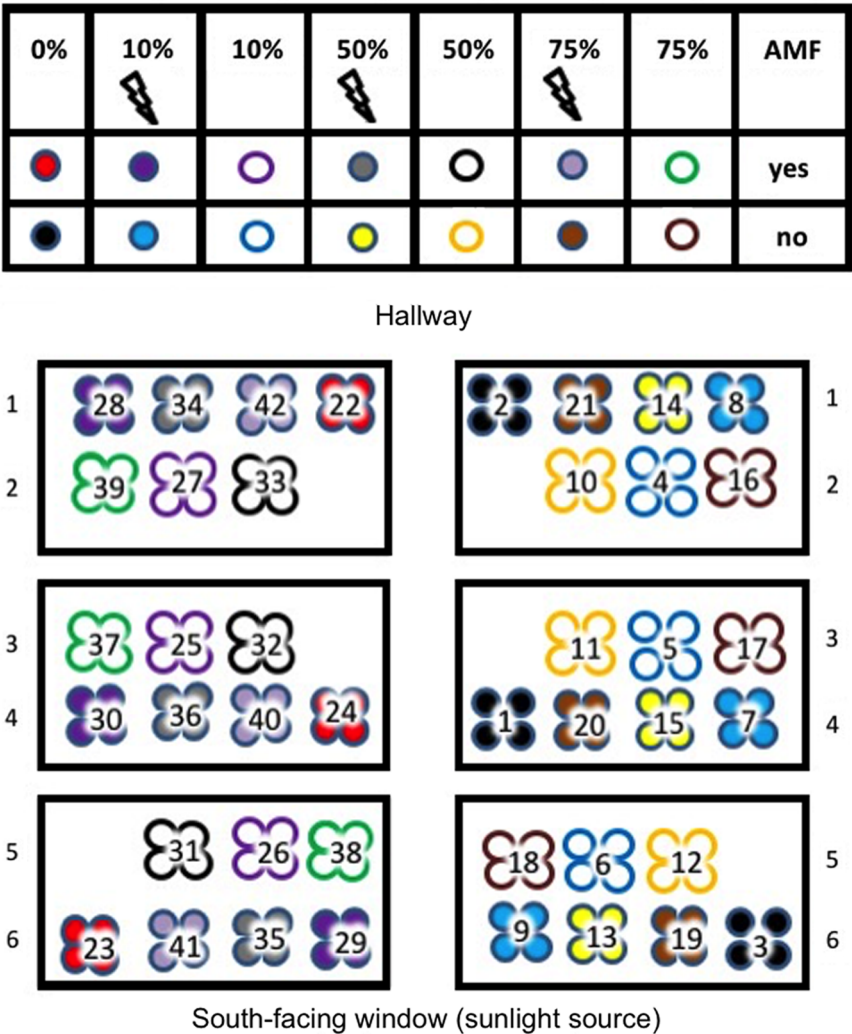 0% 10% 10% 50% 50% 75% 75% AMF
yes
no
Hallway
1 28 34 42 22 2 21 14 8 1
2 39 27 33 10 4 16 2
3 37 25 32 11 5 17 3
4 30 36 40 24 1 20 15 7 4
5 31 26 38 18 6 12 5
6 23 41 35 29 9 13 19 3 6
South-facing window (sunlight source)